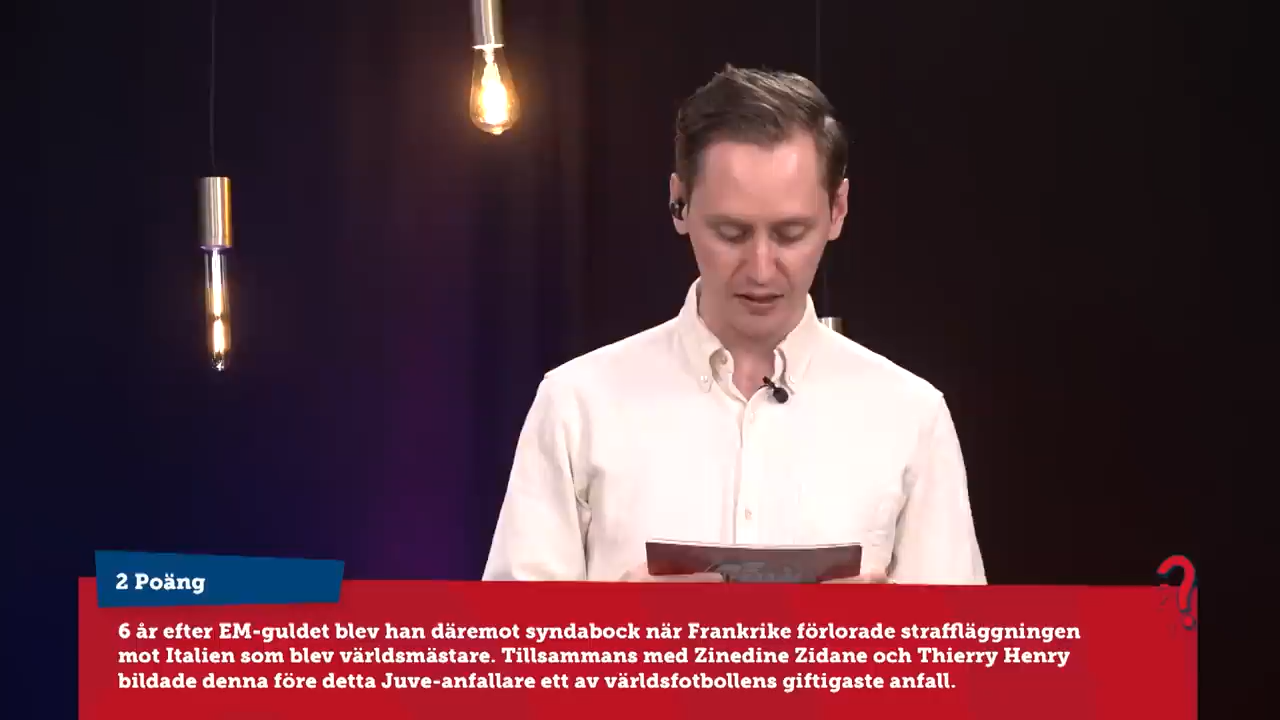 2 Poäng
6 år efter EM-guldet blev han däremot syndabock när Frankrike förlorade straffläggningen
mot Italien som blev världsmästare. Tillsammans med Zinedine Zidane och Thierry Henry
bildade denna före detta Juve-anfallare ett av världsfotbollens giftigaste anfall.